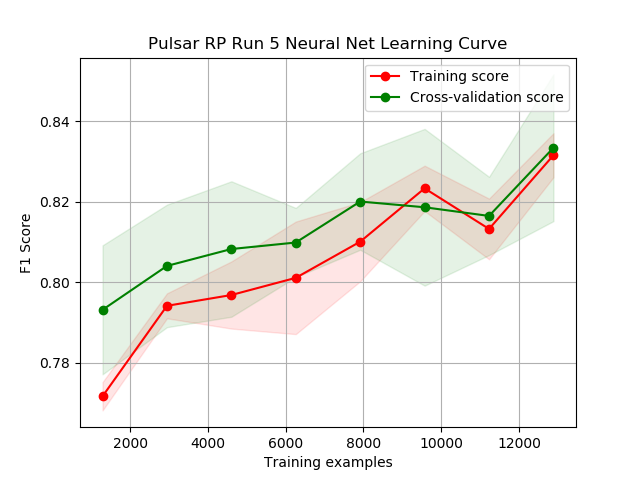 Pulsar RP Run 5 Neural Net Learning Curve
Training score
Cross-validation score
F1 Score
0.84
0.82
0.80
0.78
2000 4000 6000 8000 10000 12000
Training examples